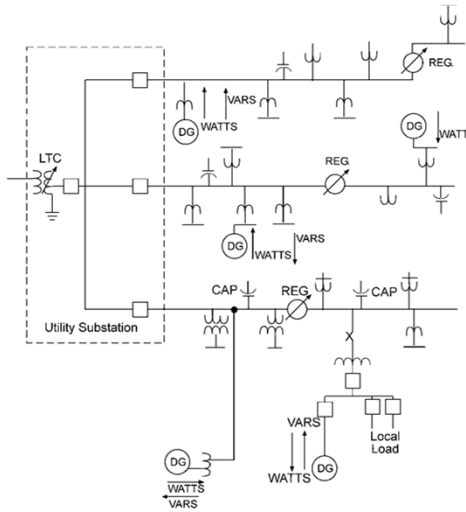 REG.
VARS
DG
WATTS
DG
WATT
LTC
REG.
VARS
DG
WATTS
CAP
REG.
CAP
Utility Substation
VARS
Local
Load
DG
WATTS
VARS
WATTS
DG